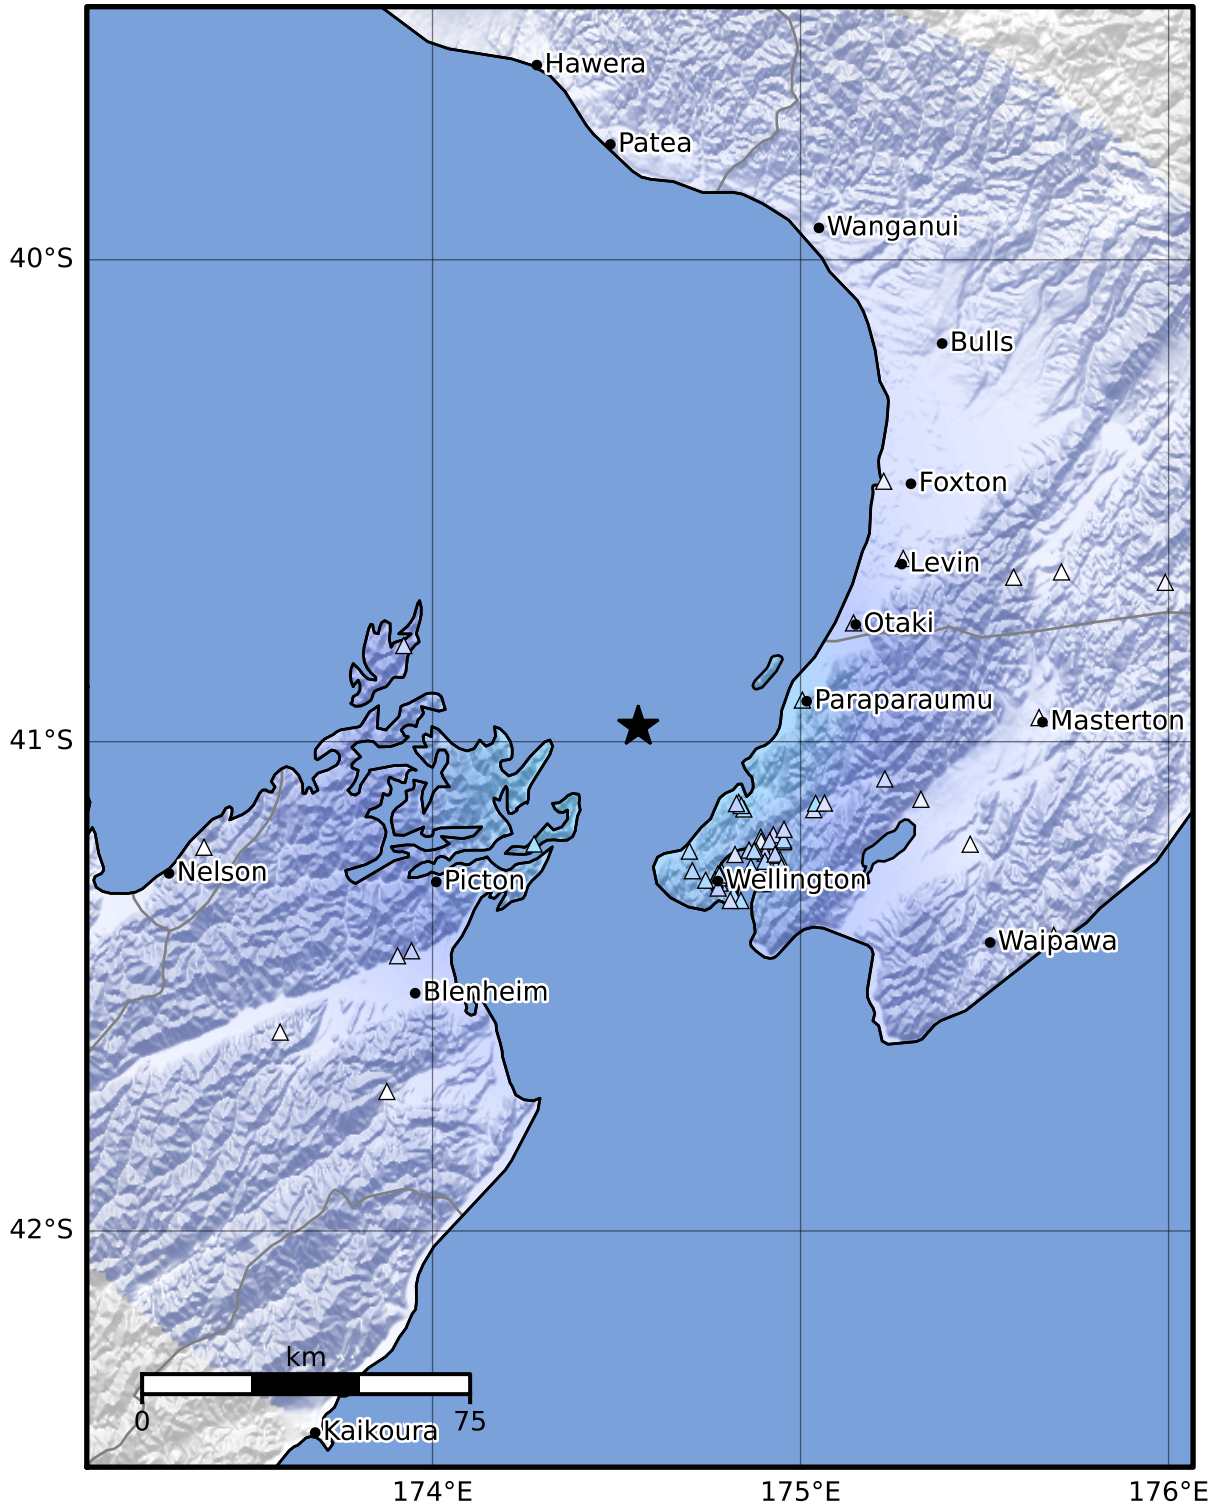 Hawera
Patea
Wanganui
40°S
Bulls
Foxton
Levin
Otaki
Paraparaumu
Masterton
41°S
Nelson
Picton
Wellington
Waipawa
Blenheim
42°S
km
0
75
Kaikoura
174°E
175°E
176°E